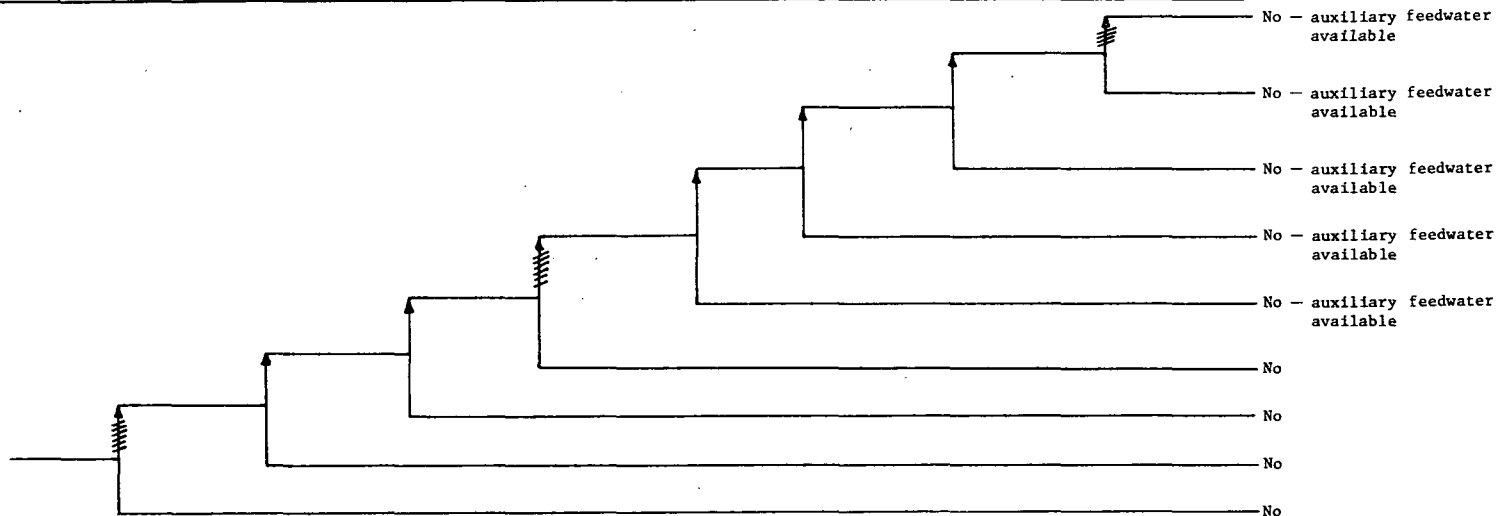 No — auxiliary feedwater
available
No — auxiliary feedwater
available
No — auxiliary feedwater
available
No — auxiliary feedwater
available
No — auxiliary feedwater
available
No
No
No
No